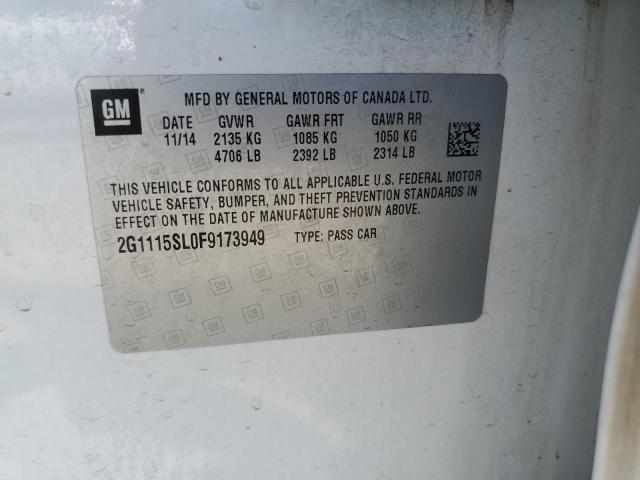 GM ®
MFD BY GENERAL MOTORS OF CANADA LTD.
DATE GVWR GAWR FRT GAWR RR
11/14 2135 KG 1085 KG 1050 KG
4706 LB 2392 LB 2314 LB
THIS VEHICLE CONFORMS TO ALL APPLICABLE U.S. FEDERAL MOTOR
VEHICLE SAFETY, BUMPER, AND THEFT PREVENTION STANDARDS IN
EFFECT ON THE DATE OF MANUFACTURE SHOWN ABOVE.
2G1115SL0F9173949 TYPE: PASS CAR